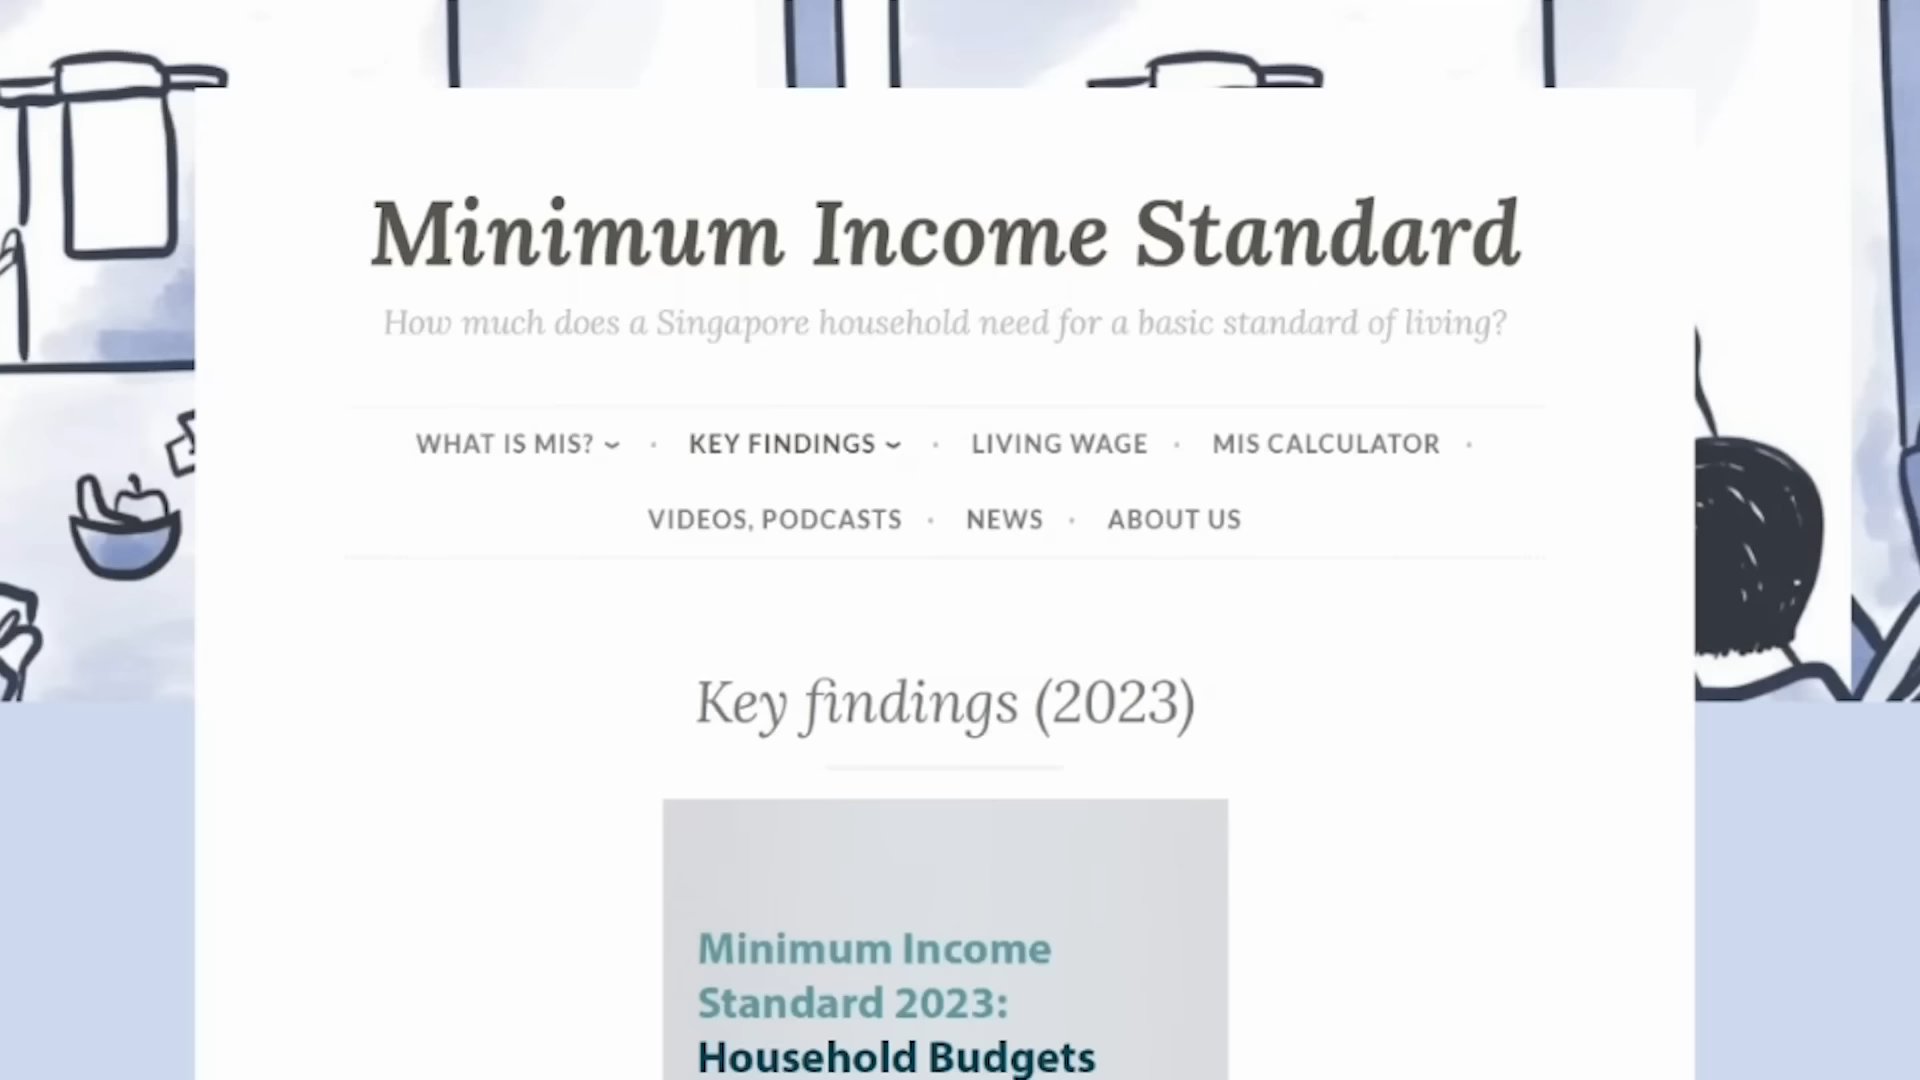 Minimum Income Standard
How much does a Singapore household need for a basic standard of living?
WHAT IS MIS? · KEY FINDINGS · LIVING WAGE · MIS CALCULATOR ·
VIDEOS, PODCASTS · NEWS · ABOUT US
Key findings (2023)
Minimum Income
Standard 2023:
Household Budgets